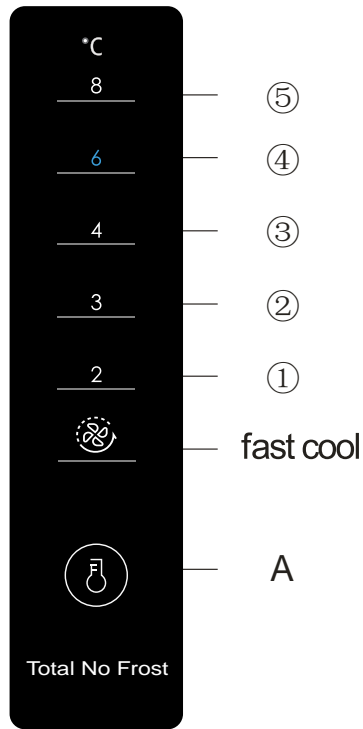 °C
8 ⑤
6 ④
4 ③
3 ②
2 ①
fast cool
A
Total No Frost